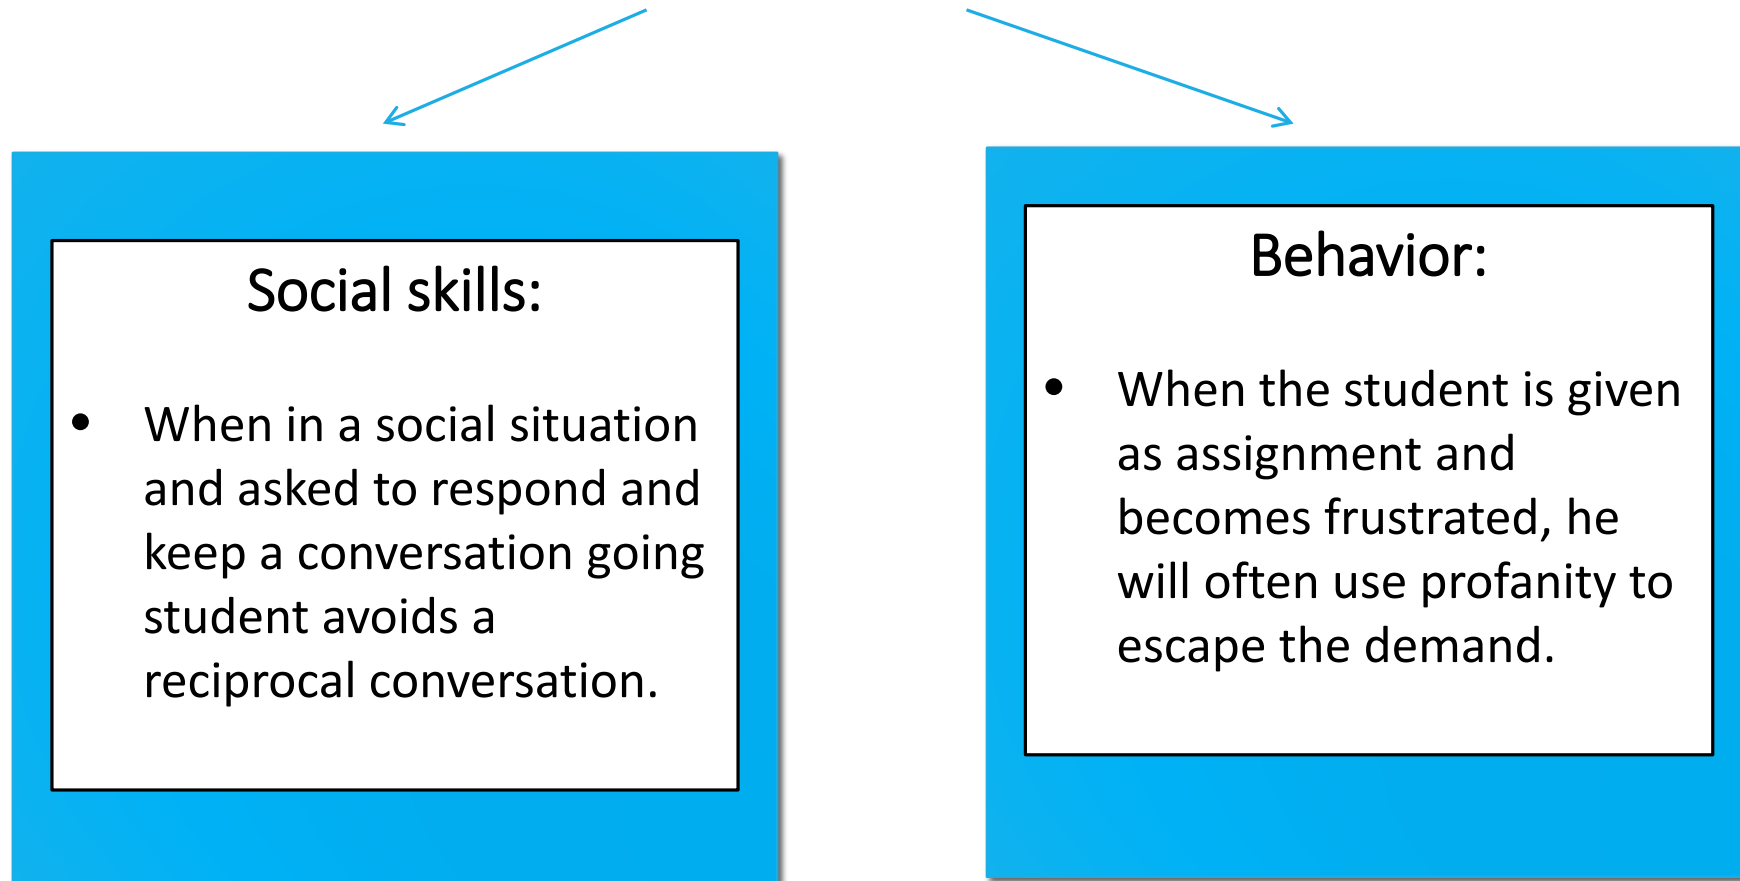 Social skills:
• When in a social situation
and asked to respond and
keep a conversation going
student avoids a
reciprocal conversation.
Behavior:
• When the student is given
as assignment and
becomes frustrated, he
will often use profanity to
escape the demand.